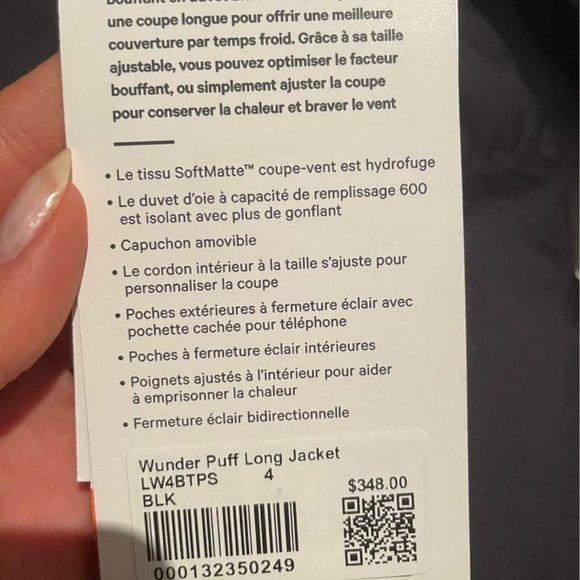 une coupe longue pour offrir une meilleure
couverture par temps froid. Grâce à sa taille
ajustable, vous pouvez optimiser le facteur
bouffant, ou simplement ajuster la coupe
pour conserver la chaleur et braver le vent
• Le tissu SoftMatte™ coupe-vent est hydrofuge
• Le duvet d'oie à capacité de remplissage 600
est isolant avec plus de gonflant
• Capuchon amovible
• Le cordon intérieur à la taille s'ajuste pour
personnaliser la coupe
• Poches extérieures à fermeture éclair avec
pochette cachée pour téléphone
• Poches à fermeture éclair intérieures
• Poignets ajustés à l'intérieur pour aider
à emprisonner la chaleur
• Fermeture éclair bidirectionnelle
Wunder Puff Long Jacket
LW4BTPS 4 $348.00
BLK
000132350249